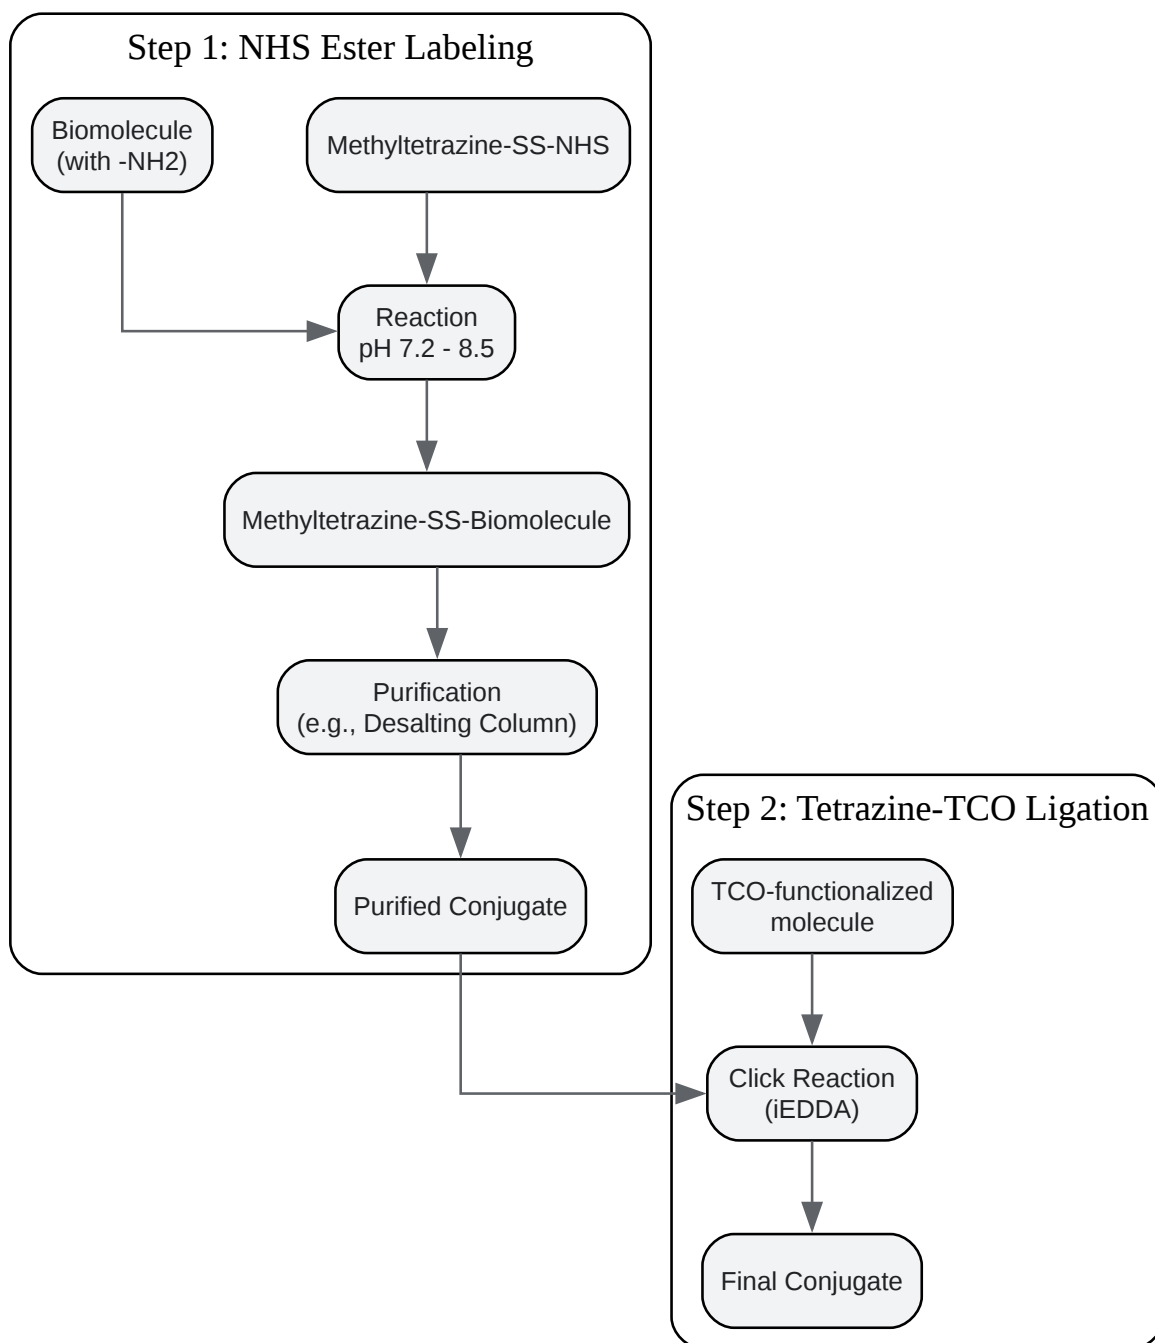 Step 1: NHS Ester Labeling
Biomolecule
(with -NH2)
Methyltetrazine-SS-NHS
Reaction
pH 7.2 - 8.5
Methyltetrazine-SS-Biomolecule
Purification
(e.g., Desalting Column)
Purified Conjugate
Step 2: Tetrazine-TCO Ligation
TCO-functionalized
molecule
Click Reaction
(iEDDA)
Final Conjugate